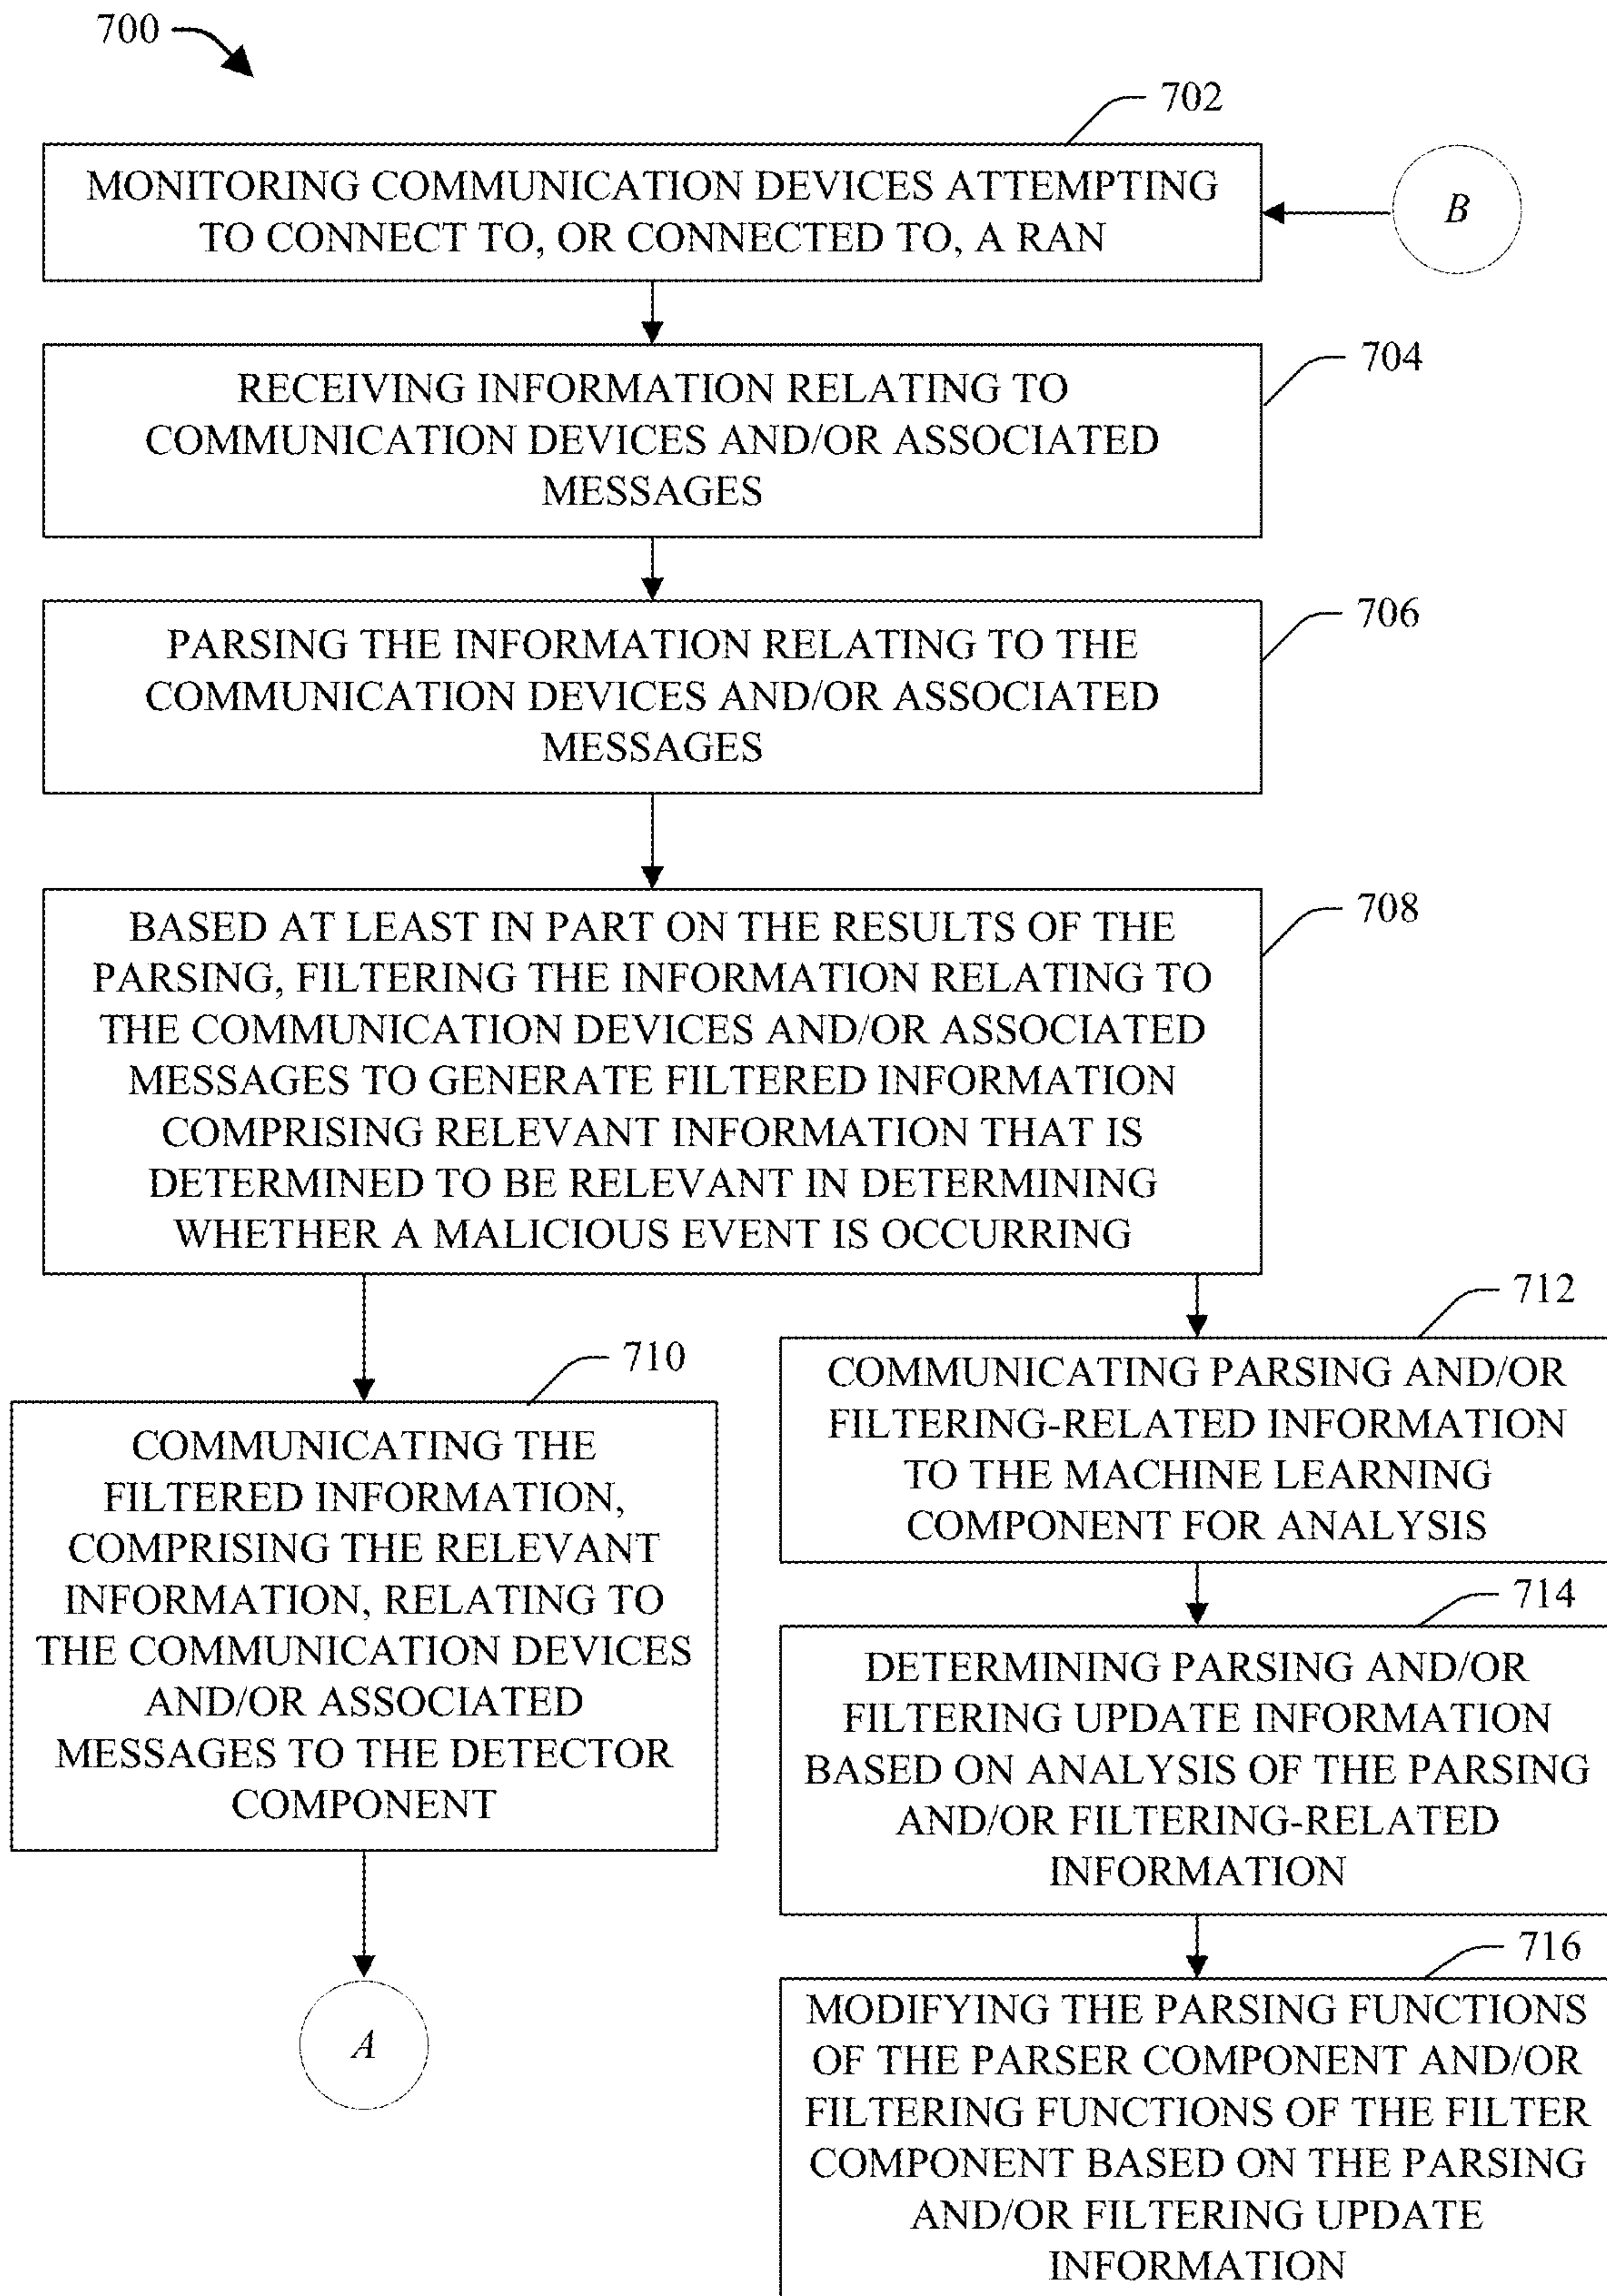 700
702
MONITORING COMMUNICATION DEVICES ATTEMPTING
TO CONNECT TO, OR CONNECTED TO, A RAN
B
704
RECEIVING INFORMATION RELATING TO
COMMUNICATION DEVICES AND/OR ASSOCIATED
MESSAGES
706
PARSING THE INFORMATION RELATING TO THE
COMMUNICATION DEVICES AND/OR ASSOCIATED
MESSAGES
708
BASED AT LEAST IN PART ON THE RESULTS OF THE
PARSING, FILTERING THE INFORMATION RELATING TO
THE COMMUNICATION DEVICES AND/OR ASSOCIATED
MESSAGES TO GENERATE FILTERED INFORMATION
COMPRISING RELEVANT INFORMATION THAT IS
DETERMINED TO BE RELEVANT IN DETERMINING
WHETHER A MALICIOUS EVENT IS OCCURRING
710
COMMUNICATING THE
FILTERED INFORMATION,
COMPRISING THE RELEVANT
INFORMATION, RELATING TO
THE COMMUNICATION DEVICES
AND/OR ASSOCIATED
MESSAGES TO THE DETECTOR
COMPONENT
A
712
COMMUNICATING PARSING AND/OR
FILTERING-RELATED INFORMATION
TO THE MACHINE LEARNING
COMPONENT FOR ANALYSIS
714
DETERMINING PARSING AND/OR
FILTERING UPDATE INFORMATION
BASED ON ANALYSIS OF THE PARSING
AND/OR FILTERING-RELATED
INFORMATION
716
MODIFYING THE PARSING FUNCTIONS
OF THE PARSER COMPONENT AND/OR
FILTERING FUNCTIONS OF THE FILTER
COMPONENT BASED ON THE PARSING
AND/OR FILTERING UPDATE
INFORMATION